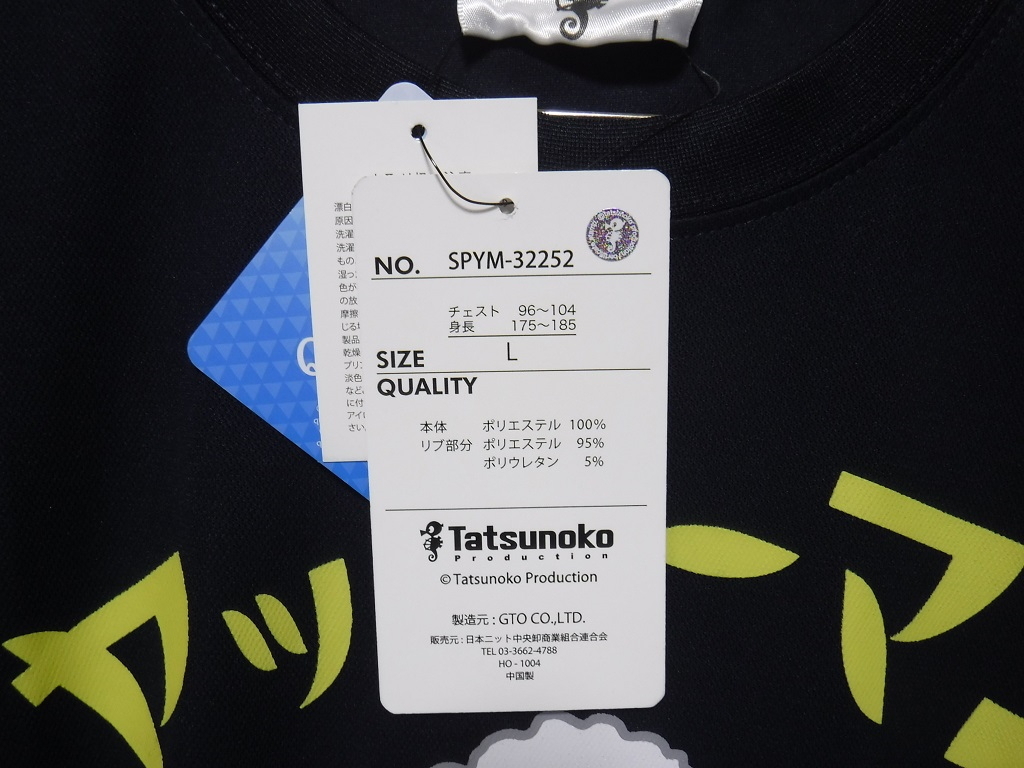 L
漂白
原因
洗濯
洗濯
もの
湿っ
色が
の放
摩擦
じる
製品
乾燥
プリ
淡色
など
に付
アイ
さい
NO. SPYM-32252
チェスト 96～104
身長 175～185
SIZE L
QUALITY
本体 ポリエステル 100%
リブ部分 ポリエステル 95%
ポリウレタン 5%
Tatsunoko
Production
© Tatsunoko Production
製造元 : GTO CO.,LTD.
販売元 : 日本ニット中央卸商業組合連合会
TEL 03-3662-4788
HO - 1004
中国製